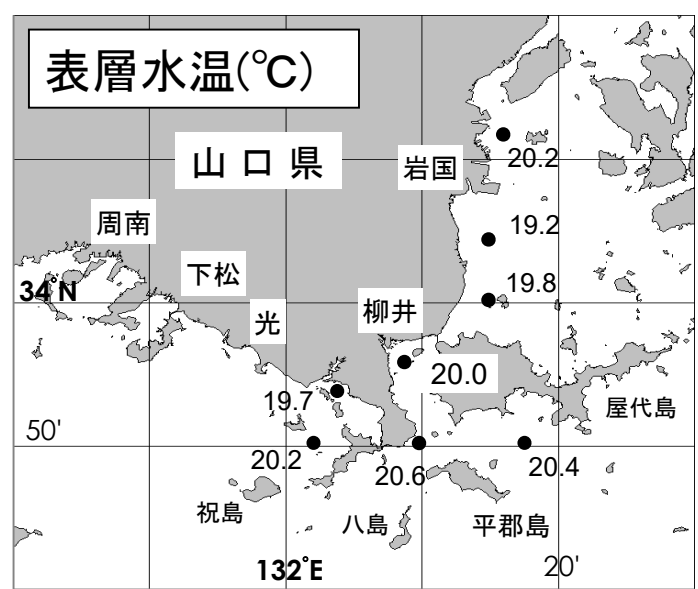 表層水温(℃)
山口県
岩国
20.2
周南
19.2
下松
34°N
19.8
光
柳井
20.0
19.7
屋代島
50'
20.2
20.6
20.4
祝島
八島
平郡島
132°E
20'